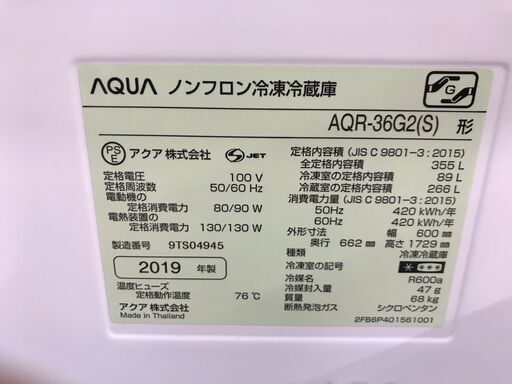 AQUA ノンフロン冷凍冷蔵庫
G
AQR-36G2(S) 形
PS E アクア株式会社 S JET
定格電圧 100 V
定格周波数 50/60 Hz
電動機の
定格消費電力 80/90 W
電熱装置の
定格消費電力 130/130 W
製造番号 9TS04945
2019 年製
温度ヒューズ
定格動作温度 76℃
アクア株式会社
Made in Thailand
定格内容積 (JIS C 9801-3 : 2015)
全定格内容積 355 L
冷凍室の定格内容積 89 L
冷蔵室の定格内容積 266 L
消費電力量 (JIS C 9801-3 : 2015)
50Hz 420 kWh/年
60Hz 420 kWh/年
外形寸法 幅 600 mm
奥行 662 mm 高さ 1729 mm
種類 冷凍冷蔵庫
冷凍室の記号 * ***
冷媒 R600a
冷媒封入量 47 g
質量 68 kg
断熱発泡ガス シクロペンタン
2FB6P401561001